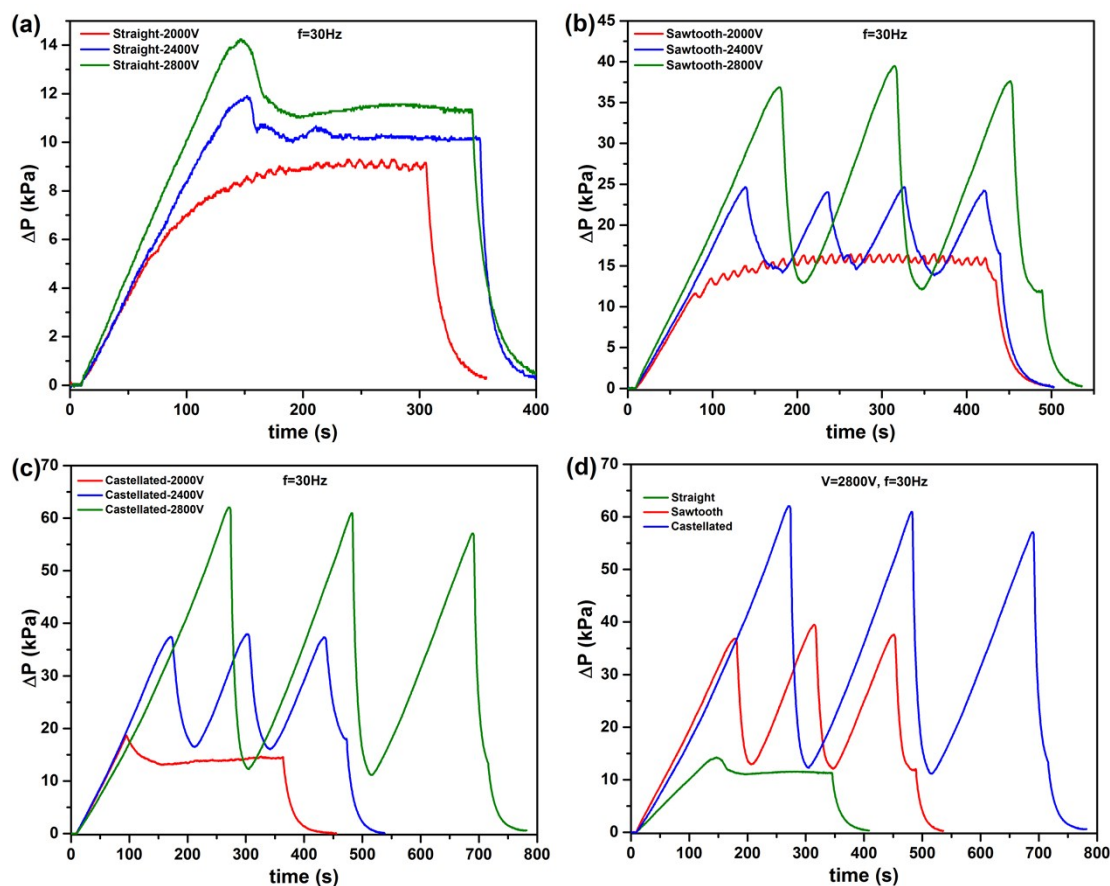 (a)
Straight-2000V
Straight-2400V
Straight-2800V
f=30Hz
ΔP (kPa)
14
12
10
8
6
4
2
0
0 100 200 300 400
time (s)
(b)
Sawtooth-2000V
Sawtooth-2400V
Sawtooth-2800V
f=30Hz
ΔP (kPa)
45
40
35
30
25
20
15
10
5
0
0 100 200 300 400 500
time (s)
(c)
Castellated-2000V
Castellated-2400V
Castellated-2800V
f=30Hz
ΔP (kPa)
70
60
50
40
30
20
10
0
0 100 200 300 400 500 600 700 800
time (s)
(d)
V=2800V, f=30Hz
Straight
Sawtooth
Castellated
ΔP (kPa)
70
60
50
40
30
20
10
0
0 100 200 300 400 500 600 700 800
time (s)